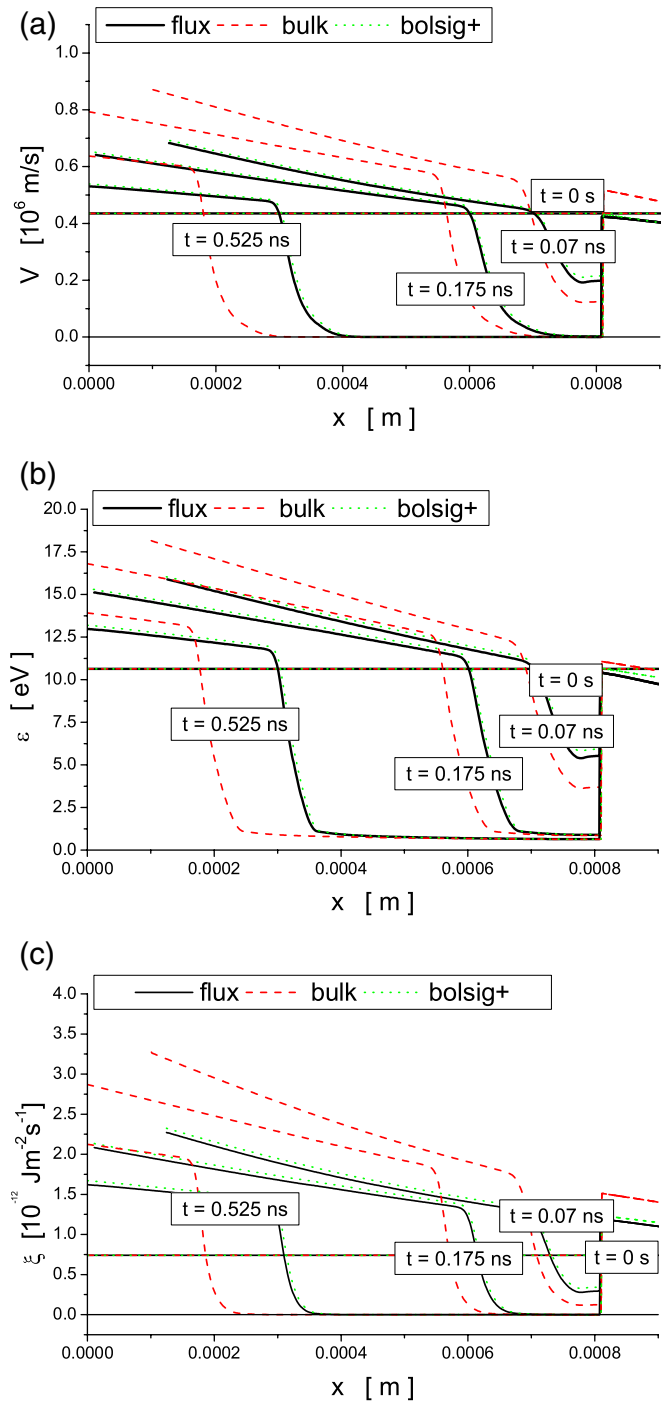 (a)
flux bulk bolsig+
1.0
0.8
0.6
0.4
0.2
0.0
V [10⁶ m/s]
t = 0 s
t = 0.525 ns
t = 0.07 ns
t = 0.175 ns
0.0000 0.0002 0.0004 0.0006 0.0008
x [ m ]
(b)
flux bulk bolsig+
20.0
17.5
15.0
12.5
10.0
7.5
5.0
2.5
0.0
ε [ eV ]
t = 0 s
t = 0.525 ns
t = 0.07 ns
t = 0.175 ns
0.0000 0.0002 0.0004 0.0006 0.0008
x [ m ]
(c)
flux bulk bolsig+
4.0
3.5
3.0
2.5
2.0
1.5
1.0
0.5
0.0
ξ [10⁻¹² Jm⁻²s⁻¹]
t = 0.525 ns
t = 0.07 ns
t = 0.175 ns
t = 0 s
0.0000 0.0002 0.0004 0.0006 0.0008
x [ m ]